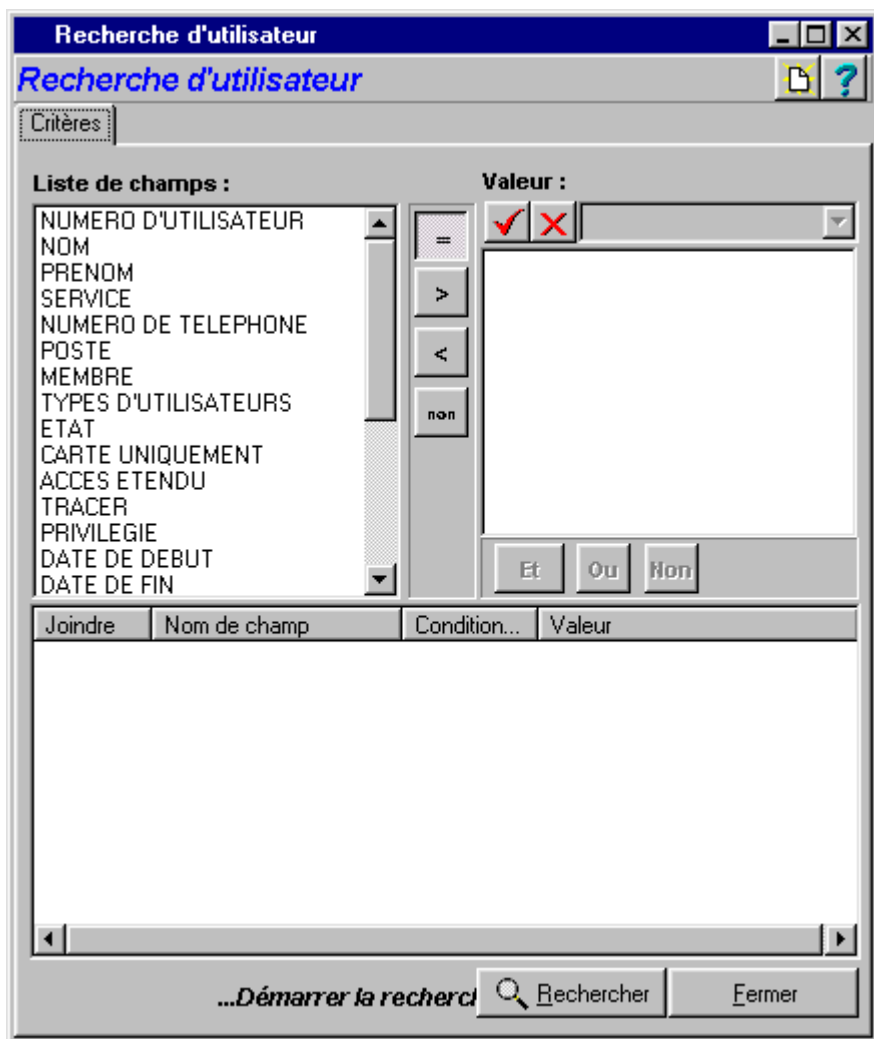 Recherche d'utilisateur
Recherche d'utilisateur
Critères
Liste de champs :
Valeur :
NUMERO D'UTILISATEUR
NOM
PRENOM
SERVICE
NUMERO DE TELEPHONE
POSTE
MEMBRE
TYPES D'UTILISATEURS
ETAT
CARTE UNIQUEMENT
ACCES ETENDU
TRACER
PRIVILEGIE
DATE DE DEBUT
DATE DE FIN
=
>
<
non
Et Ou Non
Joindre Nom de champ Condition... Valeur
...Démarrer la recherc Rechercher Fermer